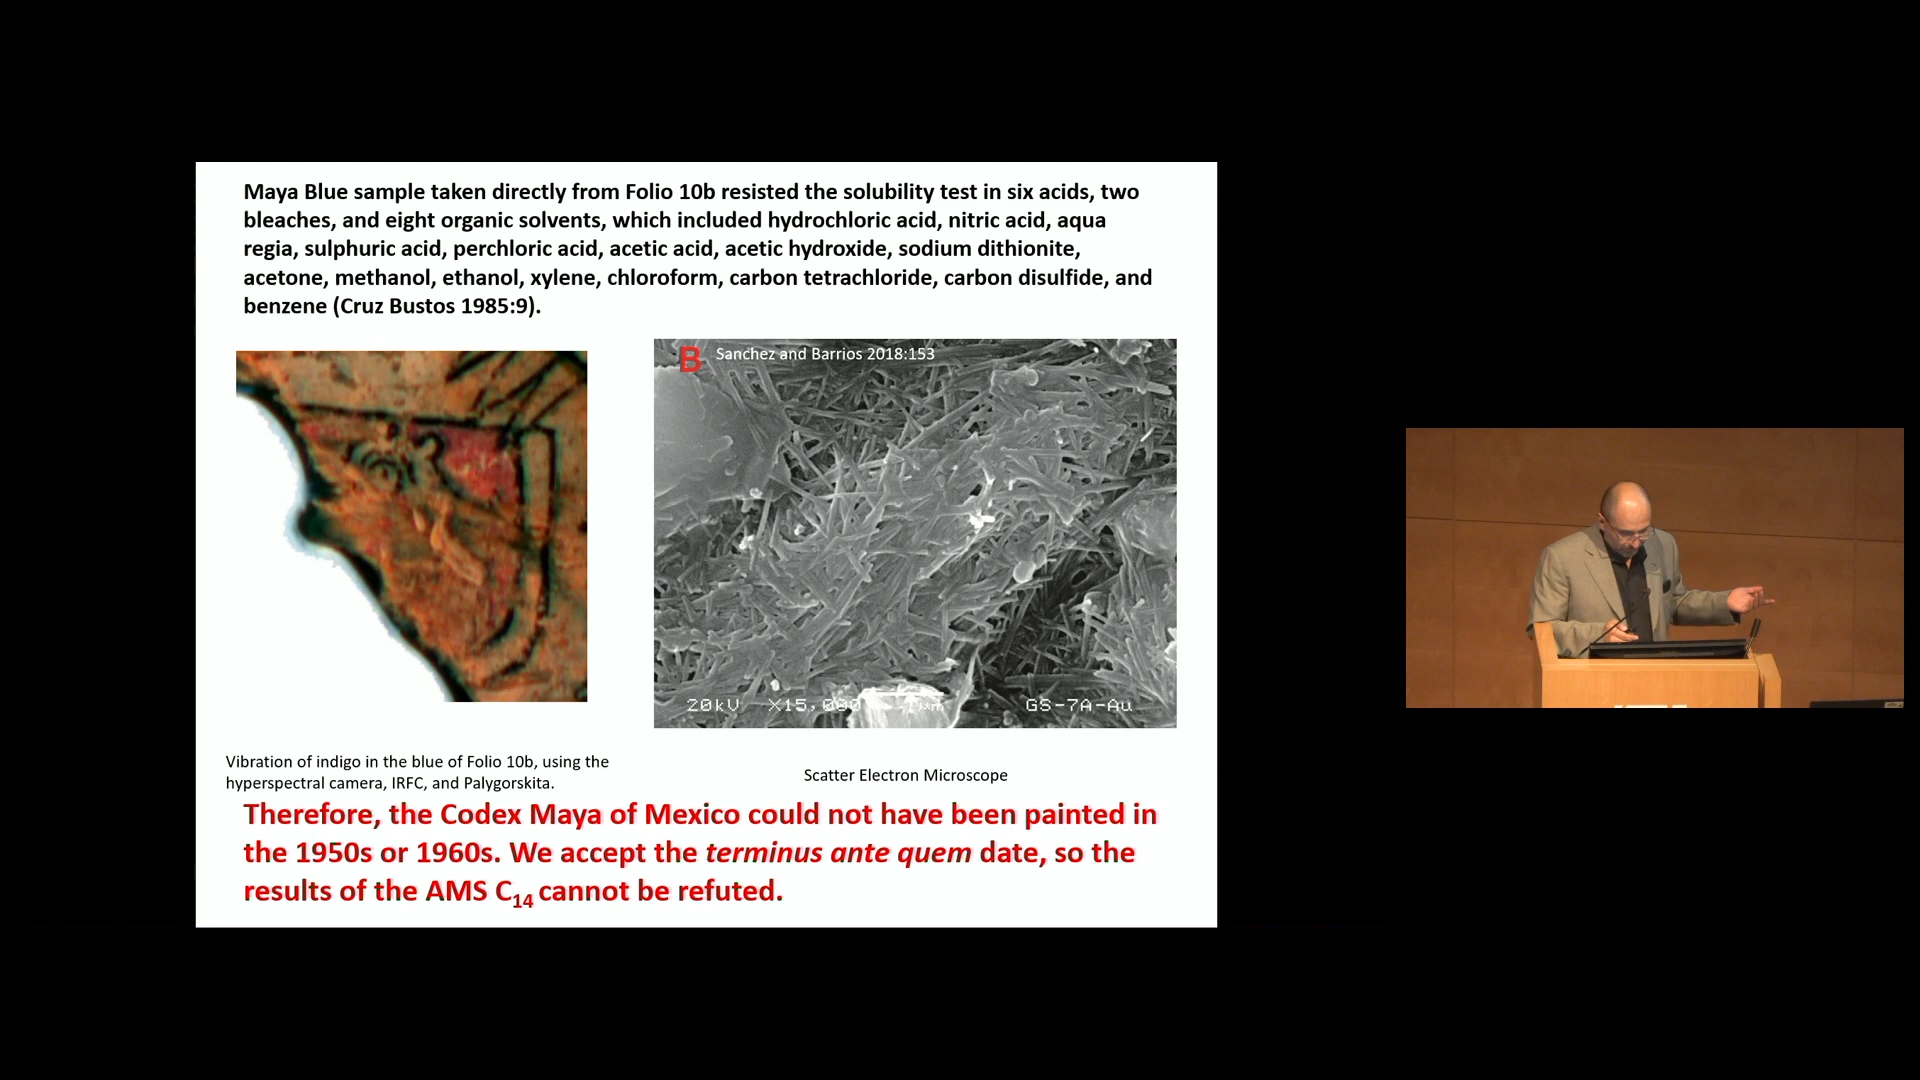 Maya Blue sample taken directly from Folio 10b resisted the solubility test in six acids, two
bleaches, and eight organic solvents, which included hydrochloric acid, nitric acid, aqua
regia, sulphuric acid, perchloric acid, acetic acid, acetic hydroxide, sodium dithionite,
acetone, methanol, ethanol, xylene, chloroform, carbon tetrachloride, carbon disulfide, and
benzene (Cruz Bustos 1985:9).
B Sanchez and Barrios 2018:153
20kV X15,000 1µm GS-7A-Au
Vibration of indigo in the blue of Folio 10b, using the
hyperspectral camera, IRFC, and Palygorskita.
Scatter Electron Microscope
Therefore, the Codex Maya of Mexico could not have been painted in
the 1950s or 1960s. We accept the terminus ante quem date, so the
results of the AMS C14 cannot be refuted.